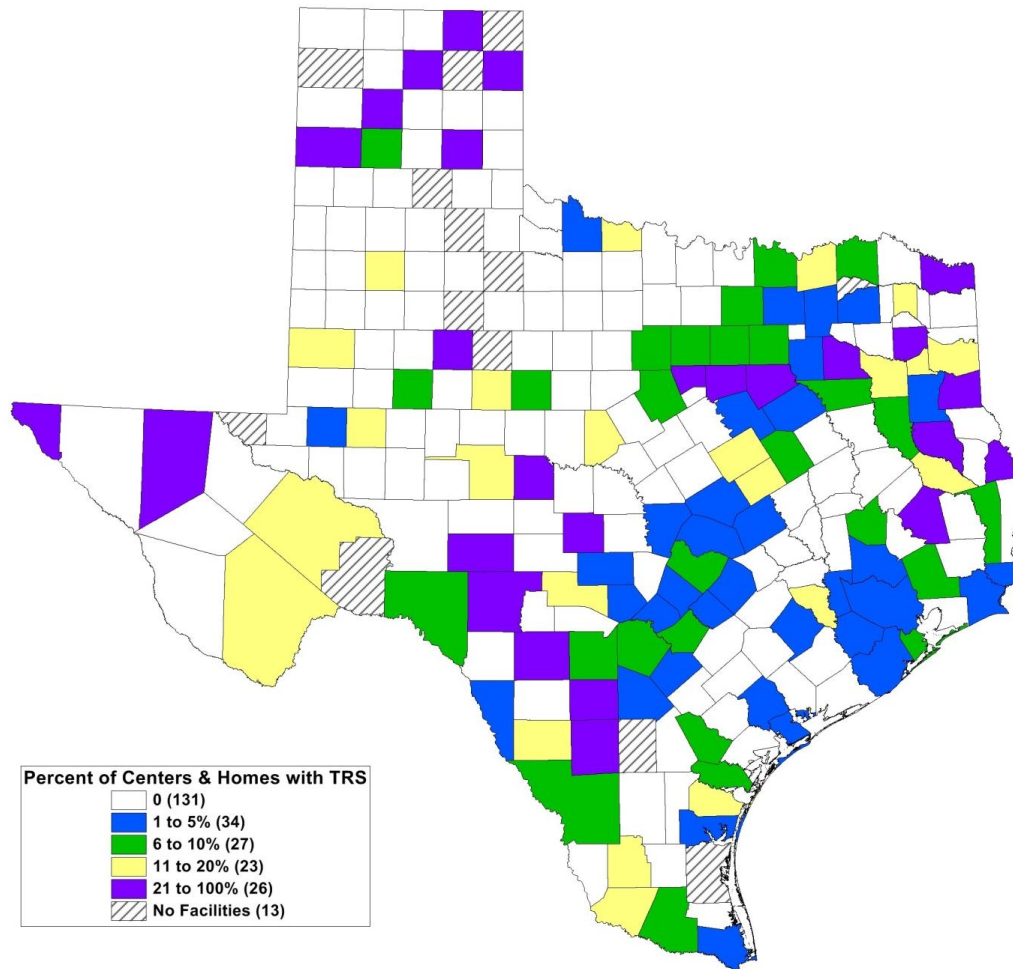 Percent of Centers & Homes with TRS
0 (131)
1 to 5% (34)
6 to 10% (27)
11 to 20% (23)
21 to 100% (26)
No Facilities (13)